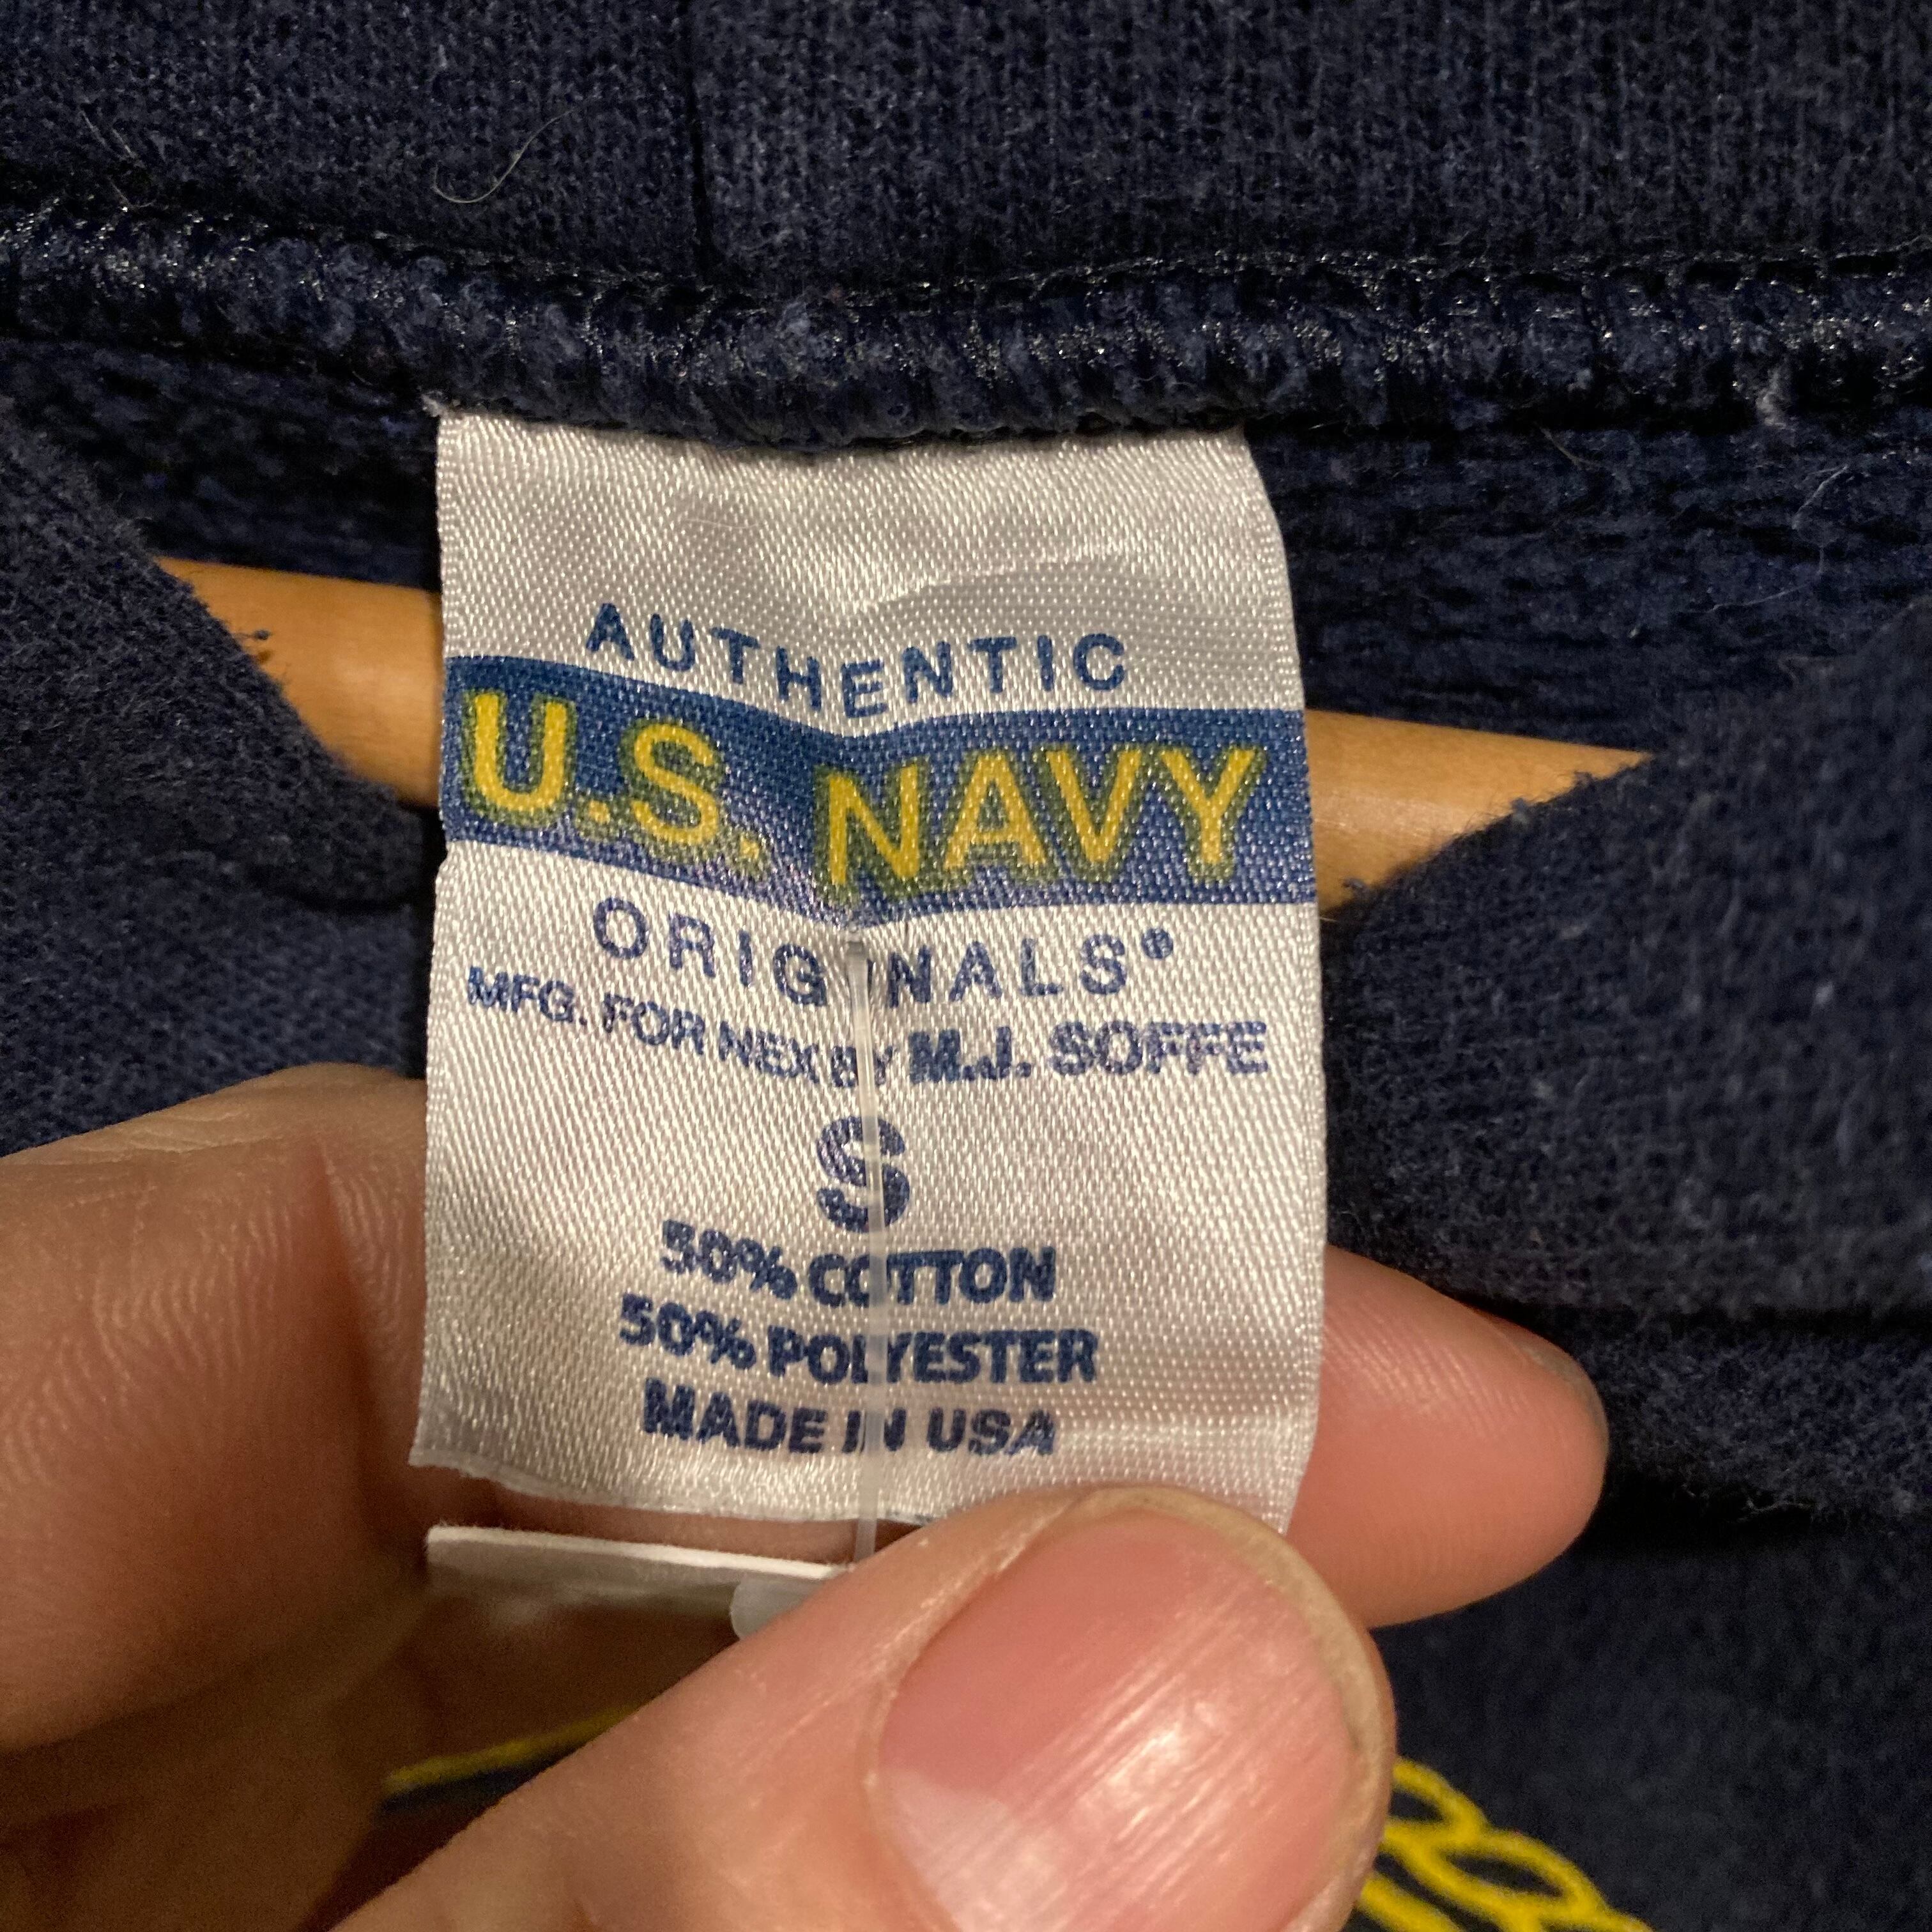 AUTHENTIC
U.S. NAVY
ORIGINALS®
MFG. FOR NEX BY M.J. SOFFE
S
50% COTTON
50% POLYESTER
MADE IN USA